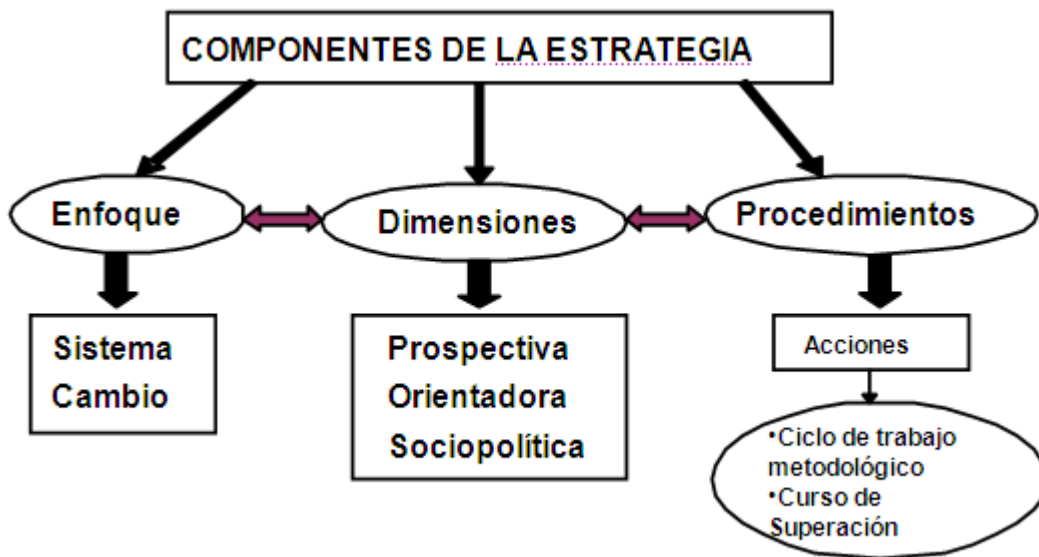 COMPONENTES DE LA ESTRATEGIA
Enfoque
Dimensiones
Procedimientos
Sistema
Cambio
Prospectiva
Orientadora
Sociopolítica
Acciones
•Ciclo de trabajo
metodológico
•Curso de
Superación